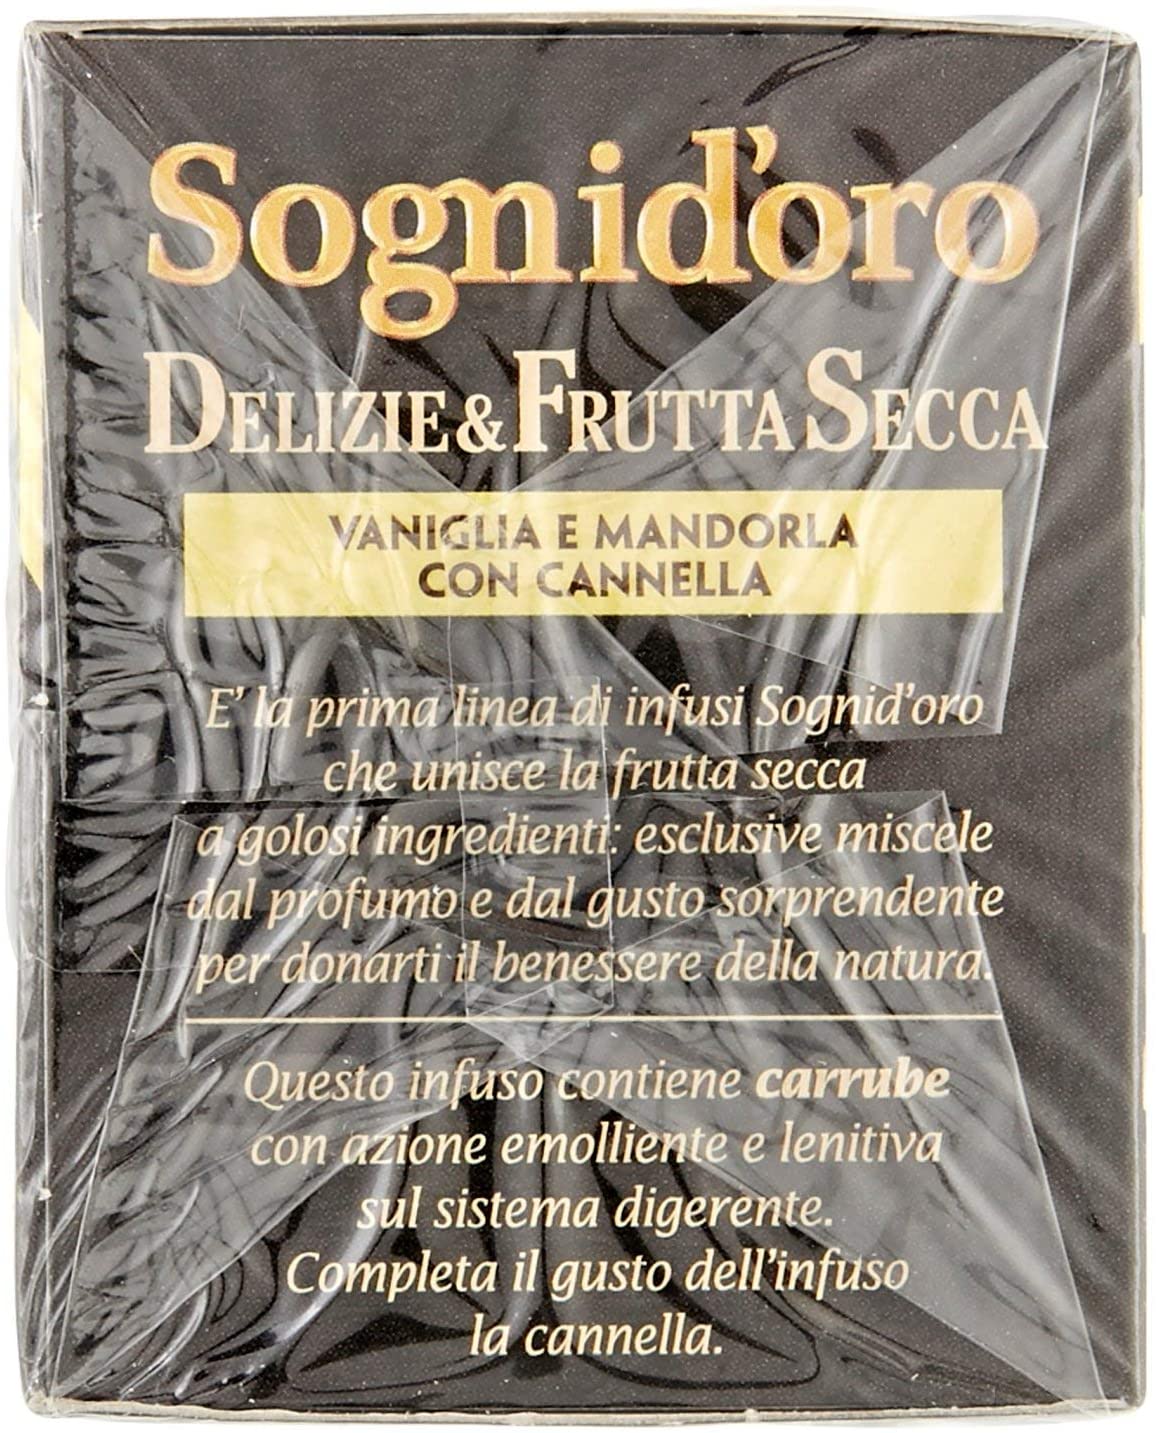 Sognid'oro
DELIZIE & FRUTTA SECCA
VANIGLIA E MANDORLA
CON CANNELLA
E' la prima linea di infusi Sognid'oro
che unisce la frutta secca
a golosi ingredienti: esclusive miscele
dal profumo e dal gusto sorprendente
per donarti il benessere della natura.
Questo infuso contiene carrube
con azione emolliente e lenitiva
sul sistema digerente.
Completa il gusto dell'infuso
la cannella.